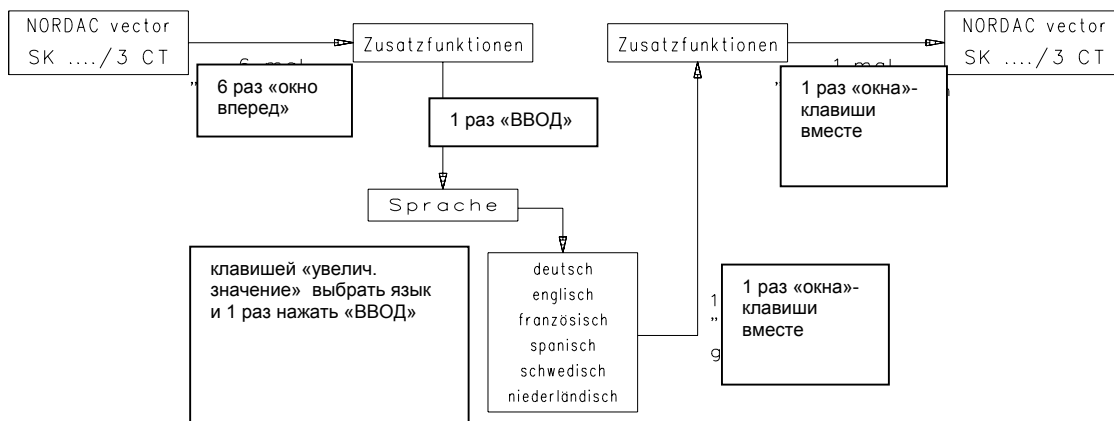 NORDAC vector
SK ..../3 CT
Zusatzfunktionen
Zusatzfunktionen
NORDAC vector
SK ..../3 CT
6 раз «окно
вперед»
1 раз «окна»-
клавиши
вместе
1 раз «ВВОД»
Sprache
клавишей «увелич.
значение» выбрать язык
и 1 раз нажать «ВВОД»
deutsch
englisch
französisch
spanisch
schwedisch
niederländisch
1 раз «окна»-
клавиши
вместе